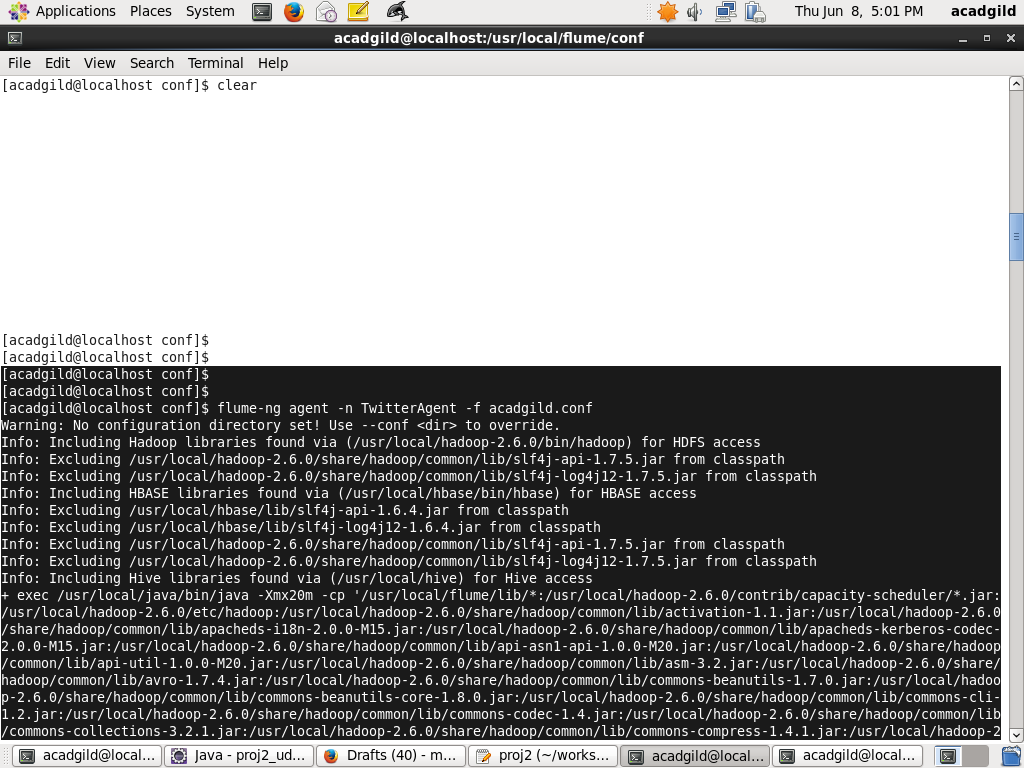 Applications Places System Thu Jun 8, 5:01 PM acadgild
acadgild@localhost:/usr/local/flume/conf
File Edit View Search Terminal Help
[acadgild@localhost conf]$ clear
[acadgild@localhost conf]$
[acadgild@localhost conf]$
[acadgild@localhost conf]$
[acadgild@localhost conf]$
[acadgild@localhost conf]$ flume-ng agent -n TwitterAgent -f acadgild.conf
Warning: No configuration directory set! Use --conf <dir> to override.
Info: Including Hadoop libraries found via (/usr/local/hadoop-2.6.0/bin/hadoop) for HDFS access
Info: Excluding /usr/local/hadoop-2.6.0/share/hadoop/common/lib/slf4j-api-1.7.5.jar from classpath
Info: Excluding /usr/local/hadoop-2.6.0/share/hadoop/common/lib/slf4j-log4j12-1.7.5.jar from classpath
Info: Including HBASE libraries found via (/usr/local/hbase/bin/hbase) for HBASE access
Info: Excluding /usr/local/hbase/lib/slf4j-api-1.6.4.jar from classpath
Info: Excluding /usr/local/hbase/lib/slf4j-log4j12-1.6.4.jar from classpath
Info: Excluding /usr/local/hadoop-2.6.0/share/hadoop/common/lib/slf4j-api-1.7.5.jar from classpath
Info: Excluding /usr/local/hadoop-2.6.0/share/hadoop/common/lib/slf4j-log4j12-1.7.5.jar from classpath
Info: Including Hive libraries found via (/usr/local/hive) for Hive access
+ exec /usr/local/java/bin/java -Xmx20m -cp '/usr/local/flume/lib/*:/usr/local/hadoop-2.6.0/contrib/capacity-scheduler/*.jar:
/usr/local/hadoop-2.6.0/etc/hadoop:/usr/local/hadoop-2.6.0/share/hadoop/common/lib/activation-1.1.jar:/usr/local/hadoop-2.6.0
/share/hadoop/common/lib/apacheds-i18n-2.0.0-M15.jar:/usr/local/hadoop-2.6.0/share/hadoop/common/lib/apacheds-kerberos-codec-
2.0.0-M15.jar:/usr/local/hadoop-2.6.0/share/hadoop/common/lib/api-asn1-api-1.0.0-M20.jar:/usr/local/hadoop-2.6.0/share/hadoop
/common/lib/api-util-1.0.0-M20.jar:/usr/local/hadoop-2.6.0/share/hadoop/common/lib/asm-3.2.jar:/usr/local/hadoop-2.6.0/share/
hadoop/common/lib/avro-1.7.4.jar:/usr/local/hadoop-2.6.0/share/hadoop/common/lib/commons-beanutils-1.7.0.jar:/usr/local/hadoo
p-2.6.0/share/hadoop/common/lib/commons-beanutils-core-1.8.0.jar:/usr/local/hadoop-2.6.0/share/hadoop/common/lib/commons-cli-
1.2.jar:/usr/local/hadoop-2.6.0/share/hadoop/common/lib/commons-codec-1.4.jar:/usr/local/hadoop-2.6.0/share/hadoop/common/lib
/commons-collections-3.2.1.jar:/usr/local/hadoop-2.6.0/share/hadoop/common/lib/commons-compress-1.4.1.jar:/usr/local/hadoop-2
acadgild@local... Java - proj2_ud... Drafts (40) - m... proj2 (~/works... acadgild@local... acadgild@local...